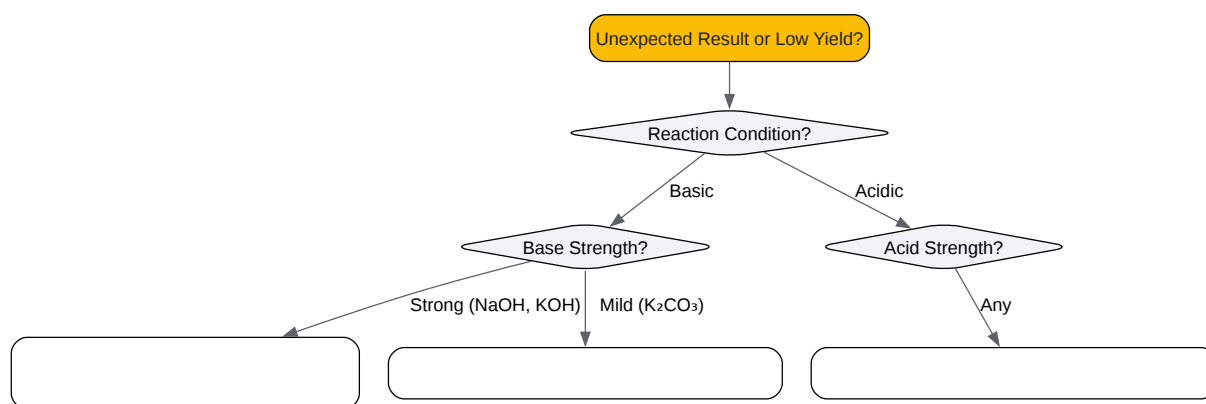 Unexpected Result or Low Yield?
Reaction Condition?
Basic
Acidic
Base Strength?
Acid Strength?
Strong (NaOH, KOH)
Mild (K₂CO₃)
Any